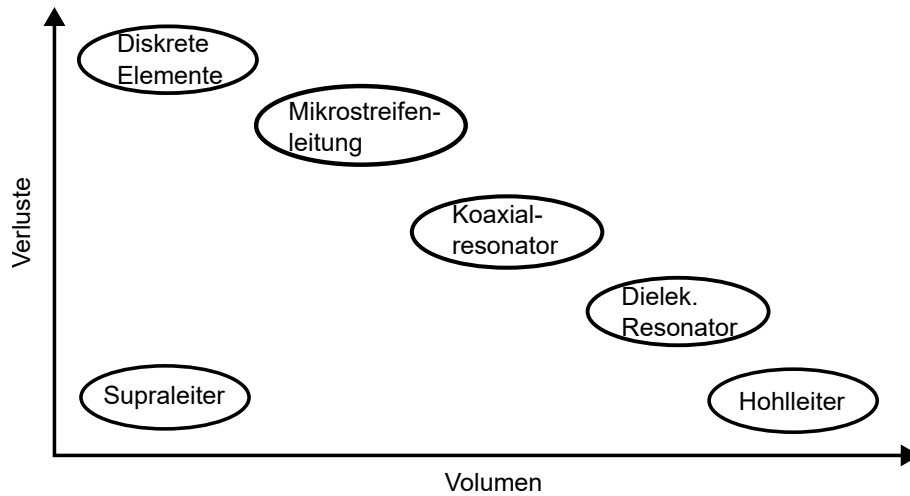 Diskrete
Elemente
Mikrostreifen-
leitung
Koaxial-
resonator
Dielek.
Resonator
Supraleiter
Hohlleiter
Verluste
Volumen